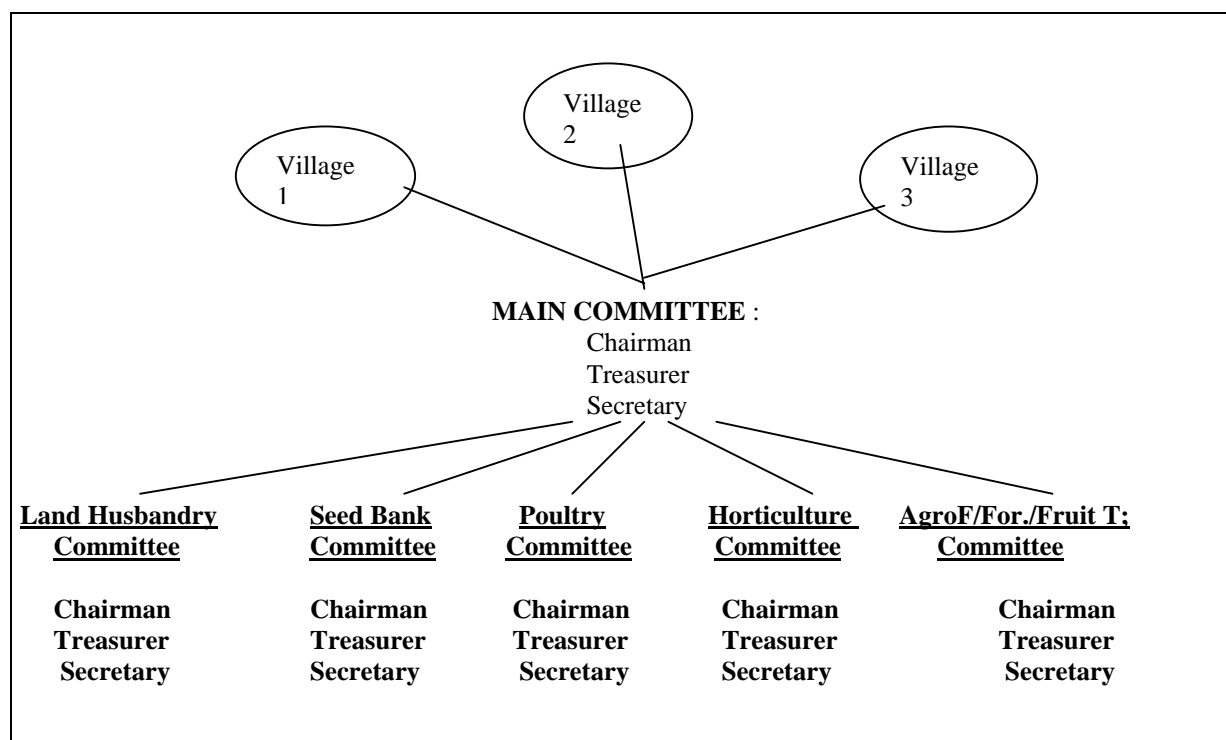 Village
2
Village
1
Village
3
MAIN COMMITTEE :
Chairman
Treasurer
Secretary
Land Husbandry
Committee
Seed Bank
Committee
Poultry
Committee
Horticulture
Committee
AgroF/For./Fruit T;
Committee
Chairman
Treasurer
Secretary
Chairman
Treasurer
Secretary
Chairman
Treasurer
Secretary
Chairman
Treasurer
Secretary
Chairman
Treasurer
Secretary